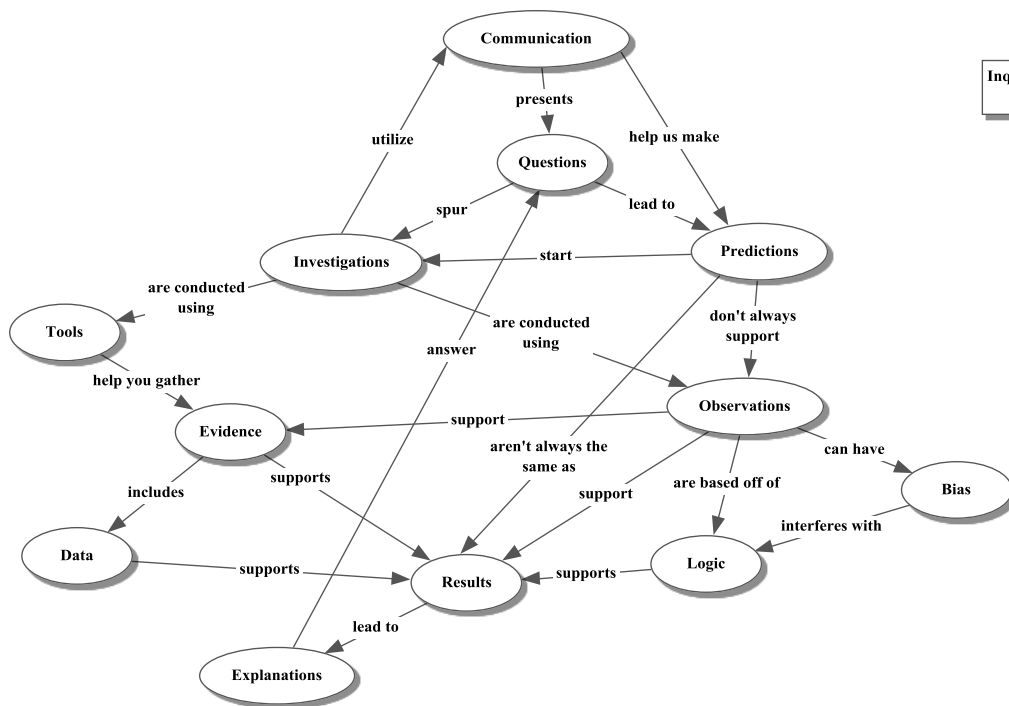 Communication
Inq
presents
utilize
help us make
Questions
lead to
spur
Predictions
start
Investigations
are conducted
using
don't always
support
Tools
are conducted
using
answer
help you gather
Observations
support
Evidence
aren't always the
same as
can have
supports
support
are based off of
includes
Bias
interferes with
Data
supports
Logic
supports
Results
lead to
Explanations